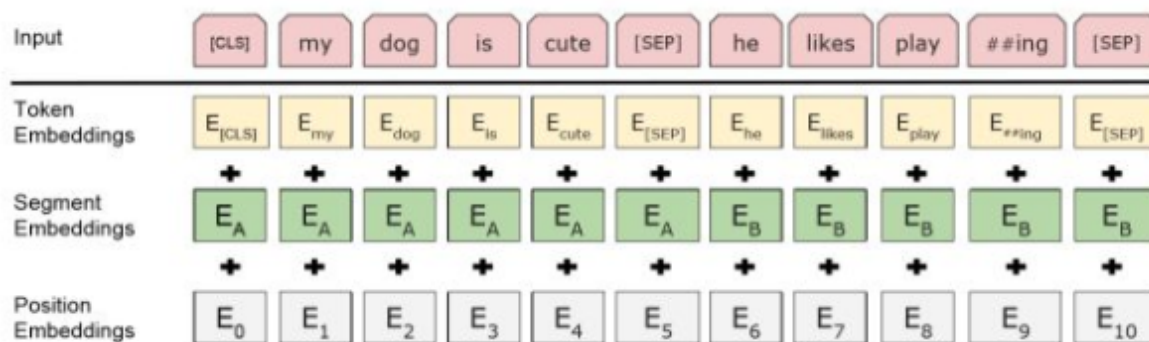 Input [CLS] my dog is cute [SEP] he likes play ##ing [SEP]
Token Embeddings E[CLS] Emy Edog Eis Ecute E[SEP] Ehe Elikes Eplay E##ing E[SEP]
+ + + + + + + + + + +
Segment Embeddings EA EA EA EA EA EA EB EB EB EB EB
+ + + + + + + + + + +
Position Embeddings E0 E1 E2 E3 E4 E5 E6 E7 E8 E9 E10